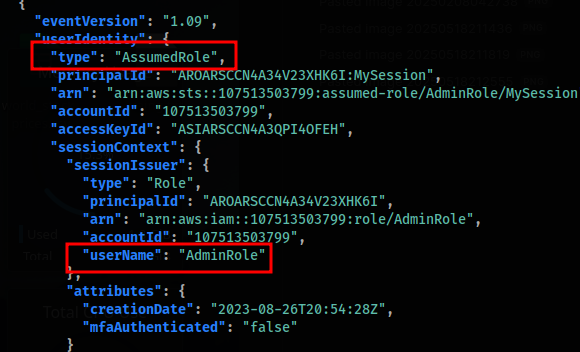 {
"eventVersion": "1.09",
"userIdentity": {
"type": "AssumedRole",
"principalId": "AROARSCCN4A34V23XHK6I:MySession",
"arn": "arn:aws:sts::107513503799:assumed-role/AdminRole/MySession
"accountId": "107513503799",
"accessKeyId": "ASIARSCCN4A3QPI4OFEH",
"sessionContext": {
"sessionIssuer": {
"type": "Role",
"principalId": "AROARSCCN4A34V23XHK6I",
"arn": "arn:aws:iam::107513503799:role/AdminRole",
"accountId": "107513503799",
"userName": "AdminRole"
},
"attributes": {
"creationDate": "2023-08-26T20:54:28Z",
"mfaAuthenticated": "false"
}